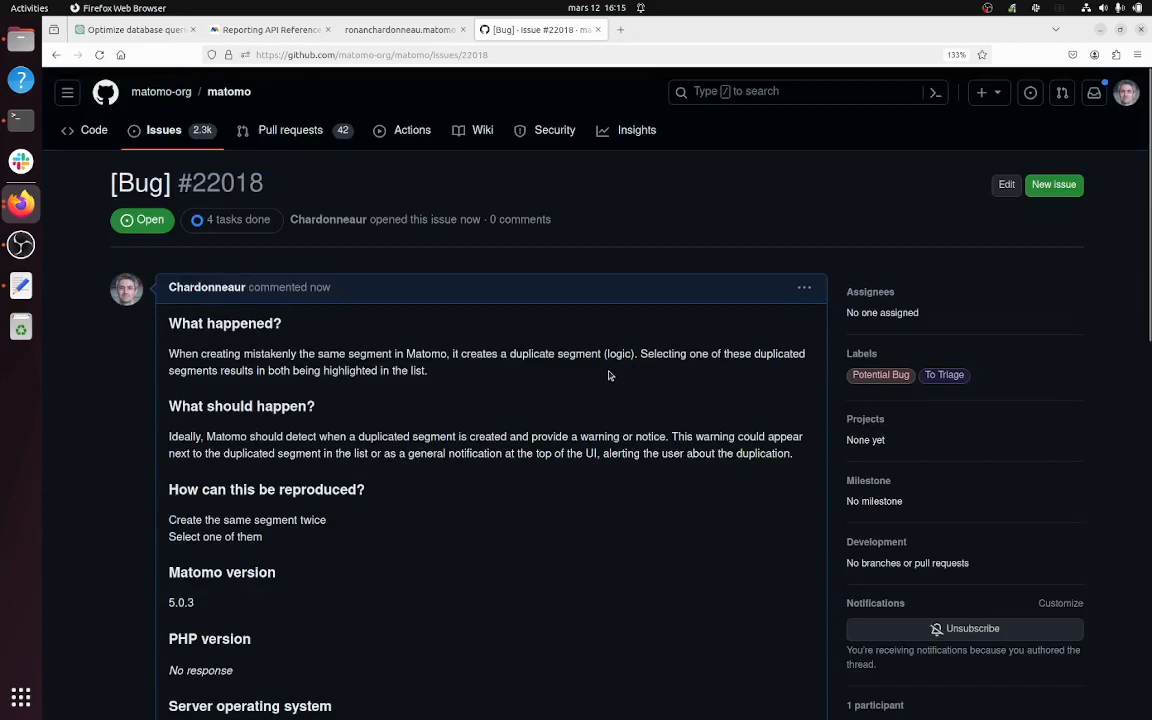 Activities
Firefox Web Browser
mars 12 16:15
Optimize database quer
Reporting API Reference
ronanchardonneau.matomo
[Bug] · Issue #22018 · ma
https://github.com/matomo-org/matomo/issues/22018
133%
matomo-org / matomo
Type / to search
Code
Issues 2.3k
Pull requests 42
Actions
Wiki
Security
Insights
[Bug] #22018
Edit
New issue
Open
4 tasks done
Chardonneaur opened this issue now · 0 comments
Chardonneaur commented now
What happened?
When creating mistakenly the same segment in Matomo, it creates a duplicate segment (logic). Selecting one of these duplicated
segments results in both being highlighted in the list.
What should happen?
Ideally, Matomo should detect when a duplicated segment is created and provide a warning or notice. This warning could appear
next to the duplicated segment in the list or as a general notification at the top of the UI, alerting the user about the duplication.
How can this be reproduced?
Create the same segment twice
Select one of them
Matomo version
5.0.3
PHP version
No response
Server operating system
Assignees
No one assigned
Labels
Potential Bug
To Triage
Projects
None yet
Milestone
No milestone
Development
No branches or pull requests
Notifications
Customize
Unsubscribe
You're receiving notifications because you authored the
thread.
1 participant